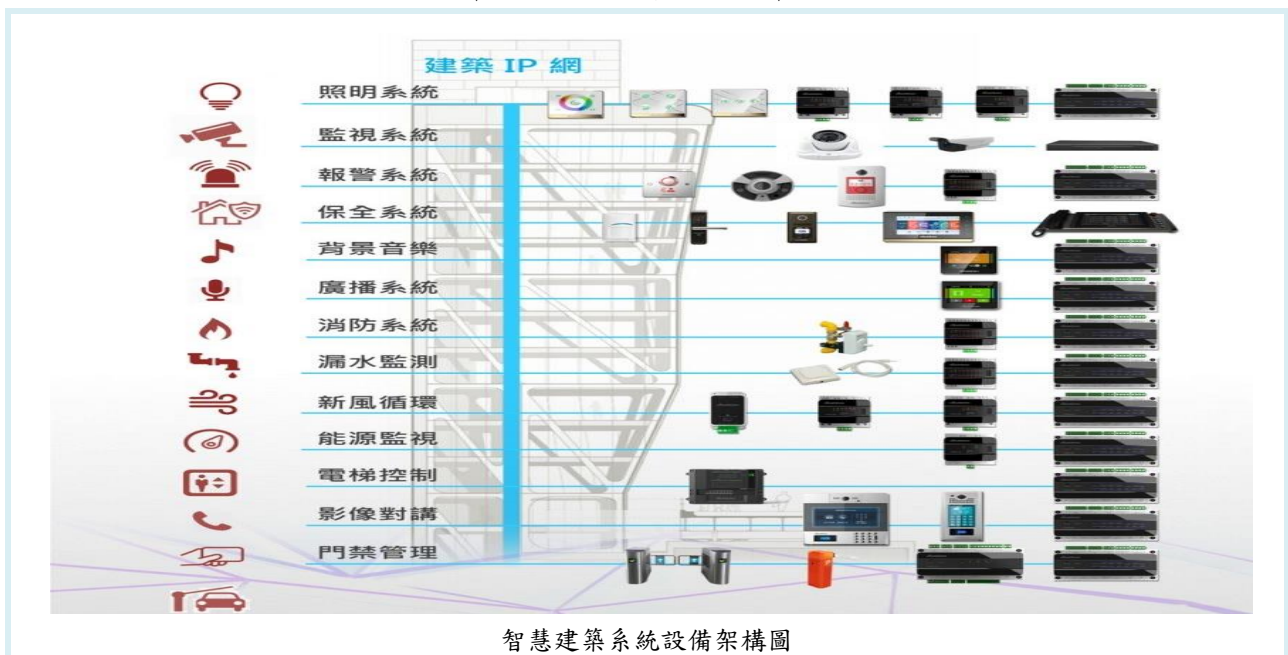 建築 IP 網
照明系統
監視系統
報警系統
保全系統
背景音樂
廣播系統
消防系統
漏水監測
新風循環
能源監視
電梯控制
影像對講
門禁管理
智慧建築系統設備架構圖